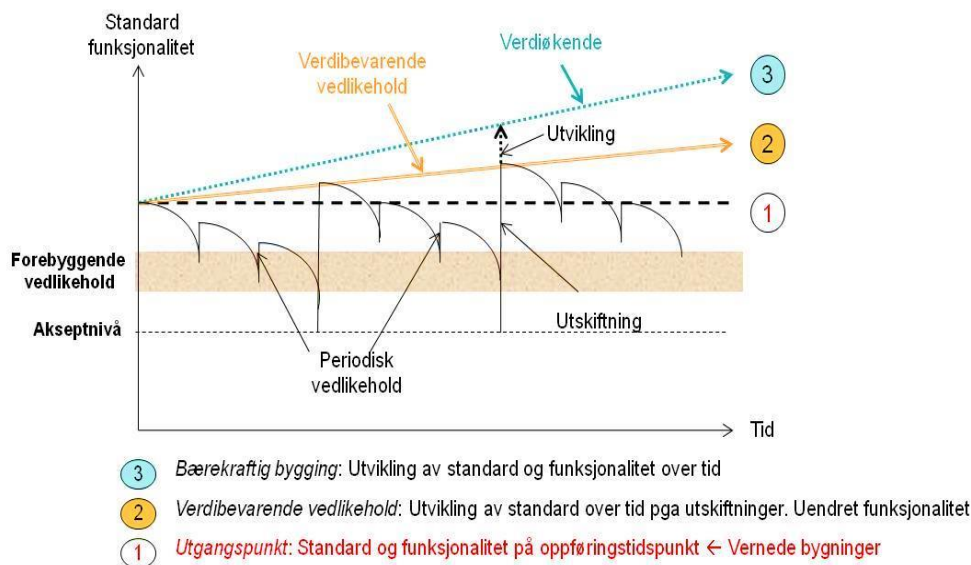 Standard
funksjonalitet
Verdibevarende
vedlikehold
Verdiøkende
3
Utvikling
2
1
Forebyggende
vedlikehold
Akseptnivå
Utskiftning
Periodisk
vedlikehold
Tid
3 Bærekraftig bygging: Utvikling av standard og funksjonalitet over tid
2 Verdibevarende vedlikehold: Utvikling av standard over tid pga utskiftninger. Uendret funksjonalitet
1 Utgangspunkt: Standard og funksjonalitet på oppføringstidspunkt ← Vernede bygninger